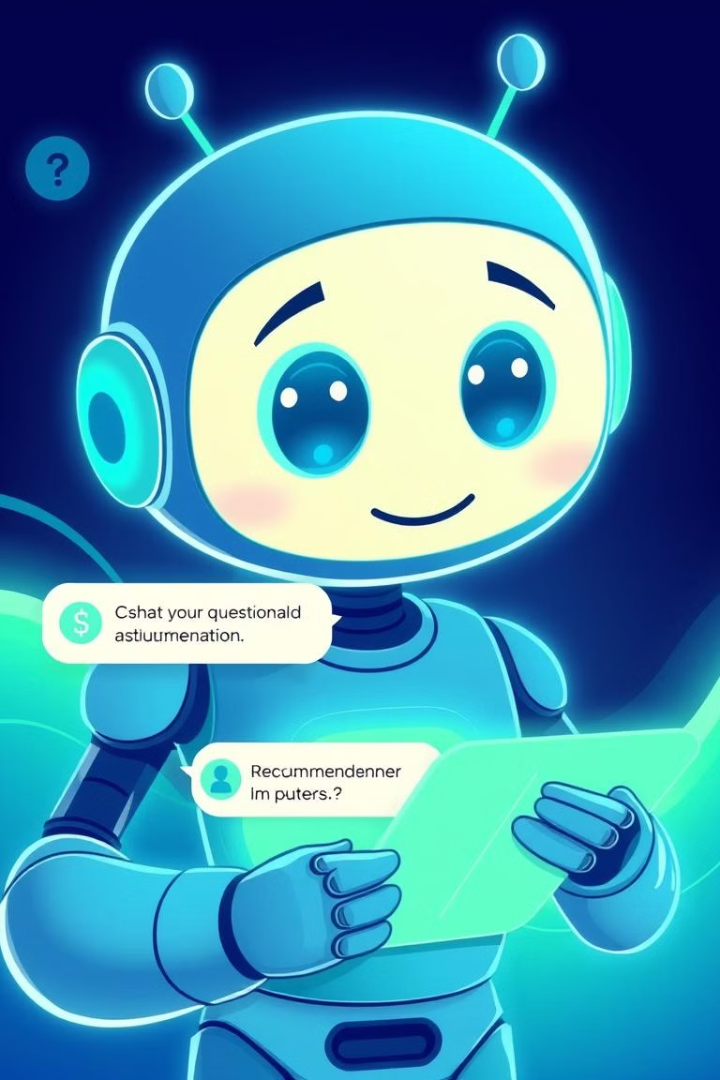 ?
$ Cshat your questionald
astiuumenation.
Recummendenner
Im puters.?